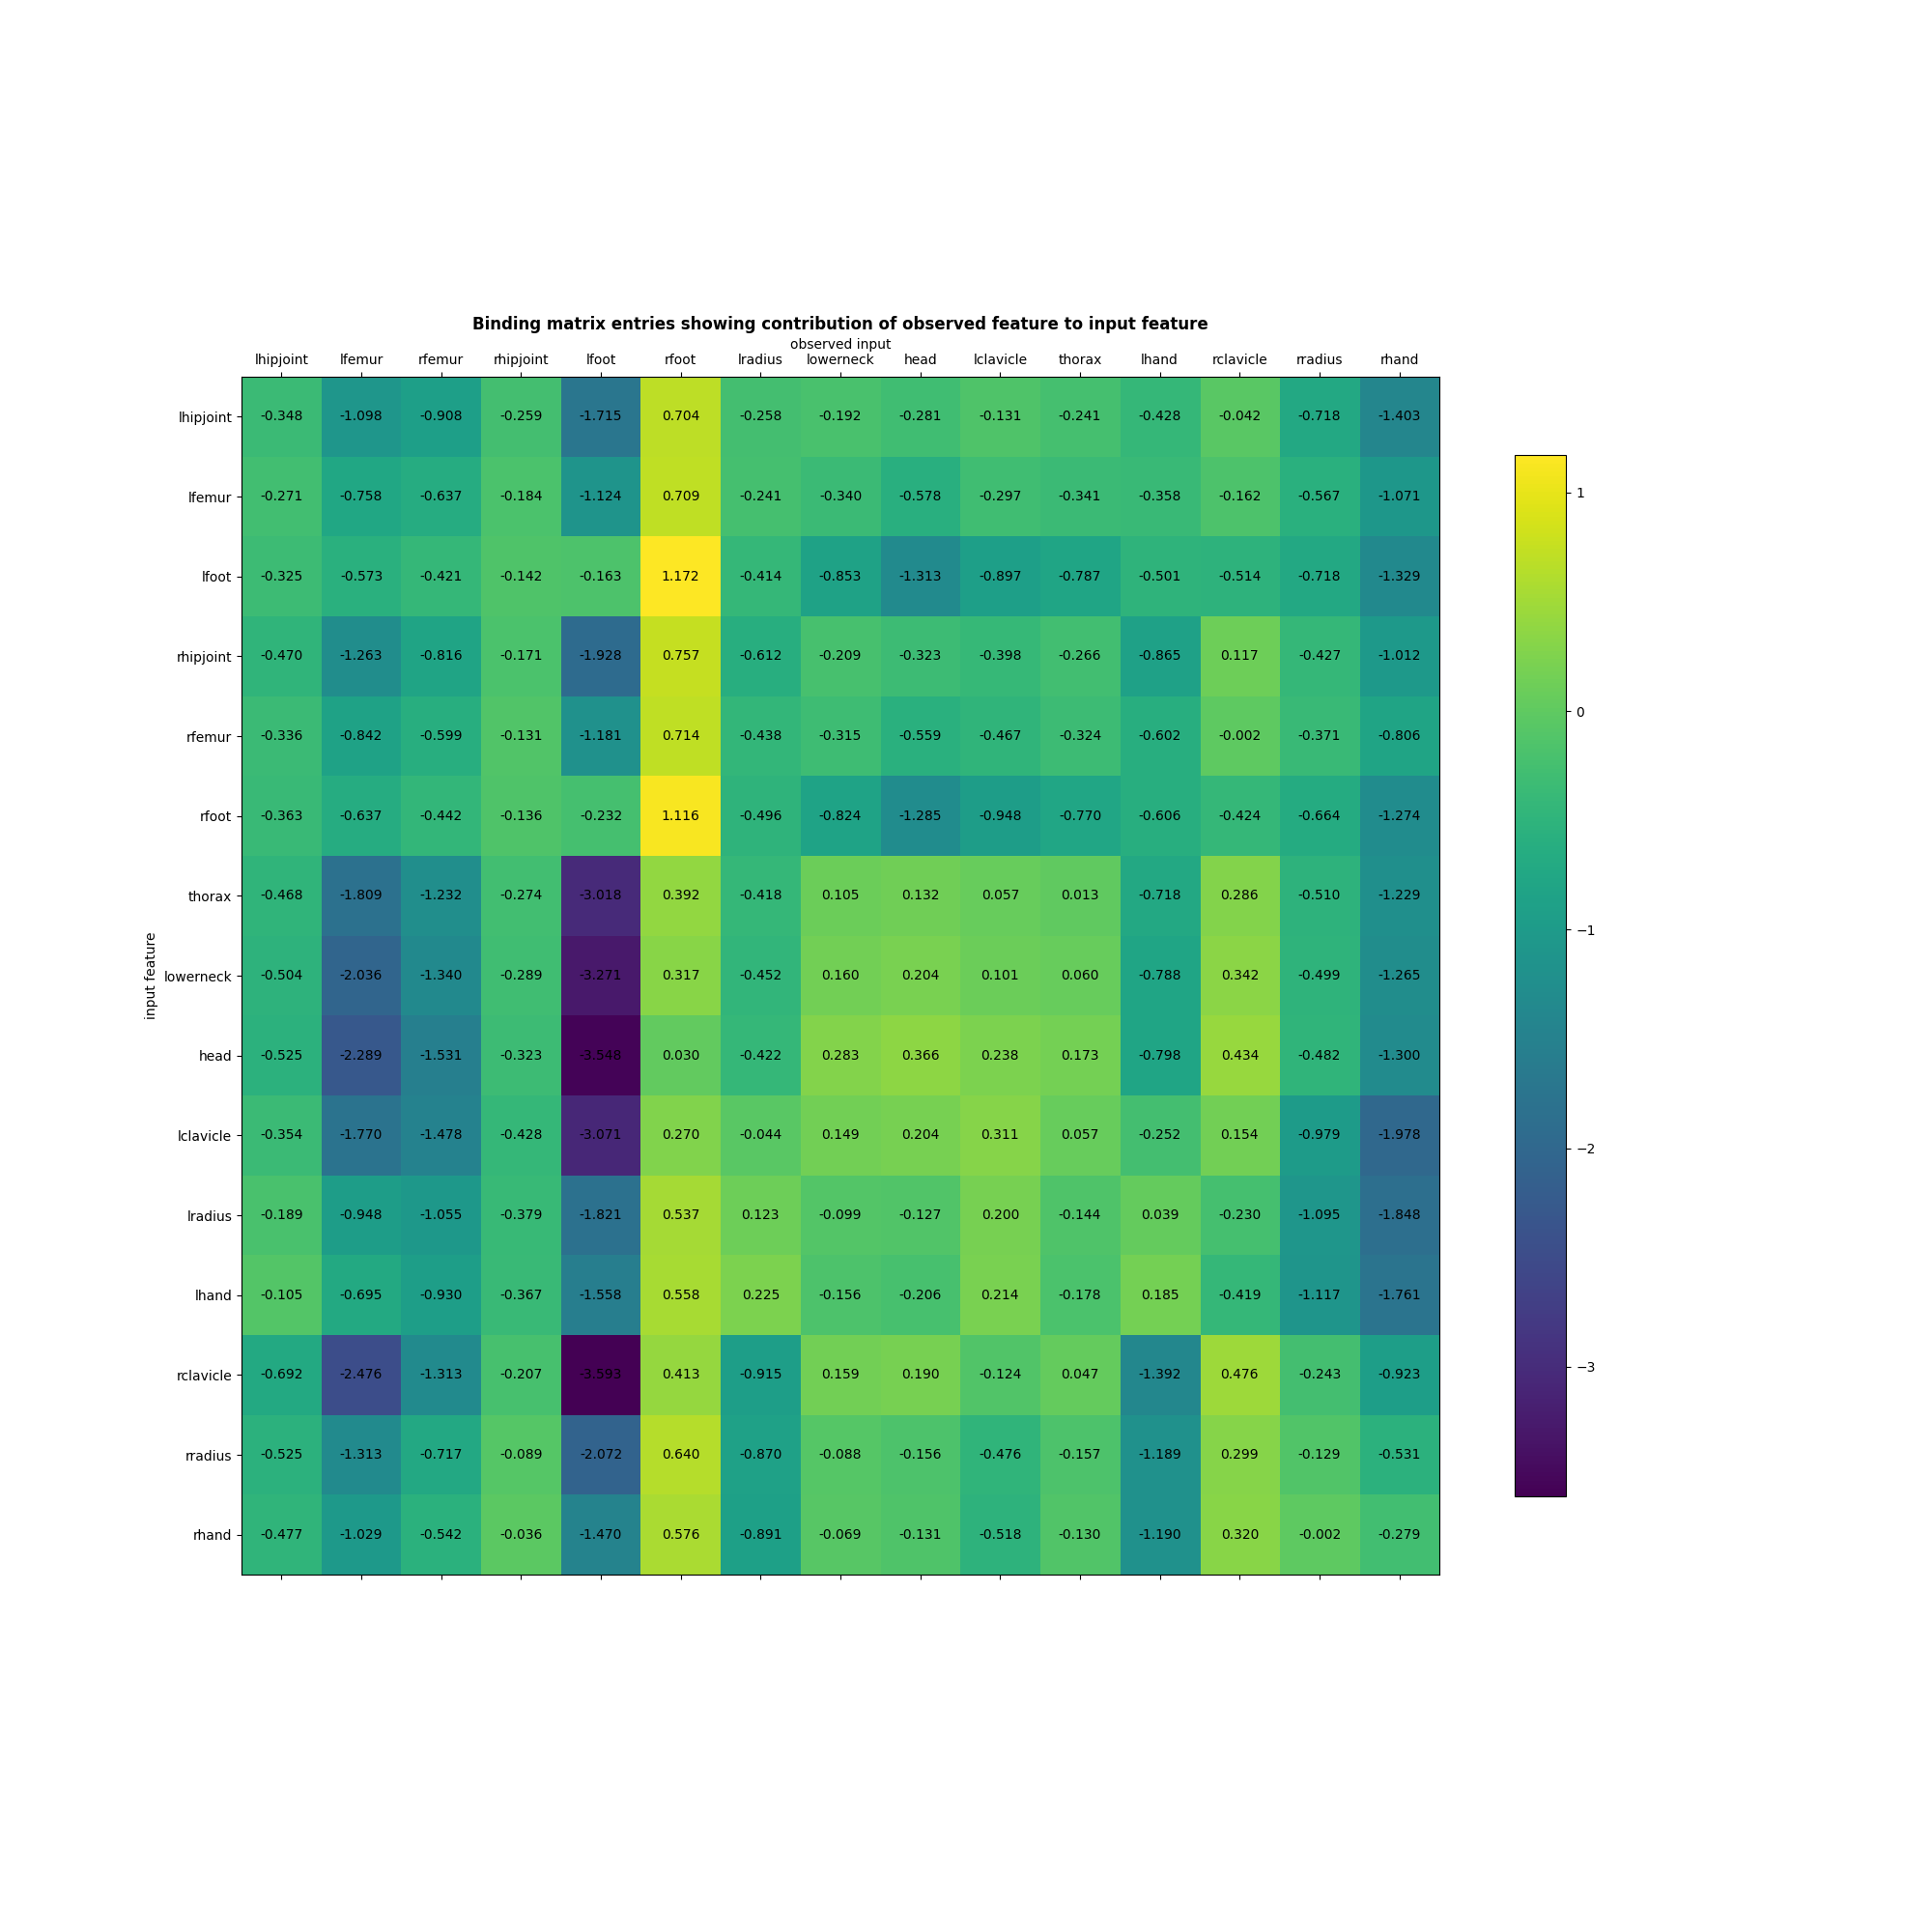 Binding matrix entries showing contribution of observed feature to input feature
observed input
lhipjoint lfemur rfemur rhipjoint lfoot rfoot lradius lowerneck head lclavicle thorax lhand rclavicle rradius rhand
lhipjoint -0.348 -1.098 -0.908 -0.259 -1.715 0.704 -0.258 -0.192 -0.281 -0.131 -0.241 -0.428 -0.042 -0.718 -1.403
1
lfemur -0.271 -0.758 -0.637 -0.184 -1.124 0.709 -0.241 -0.340 -0.578 -0.297 -0.341 -0.358 -0.162 -0.567 -1.071
lfoot -0.325 -0.573 -0.421 -0.142 -0.163 1.172 -0.414 -0.853 -1.313 -0.897 -0.787 -0.501 -0.514 -0.718 -1.329
rhipjoint -0.470 -1.263 -0.816 -0.171 -1.928 0.757 -0.612 -0.209 -0.323 -0.398 -0.266 -0.865 0.117 -0.427 -1.012
0
rfemur -0.336 -0.842 -0.599 -0.131 -1.181 0.714 -0.438 -0.315 -0.559 -0.467 -0.324 -0.602 -0.002 -0.371 -0.806
rfoot -0.363 -0.637 -0.442 -0.136 -0.232 1.116 -0.496 -0.824 -1.285 -0.948 -0.770 -0.606 -0.424 -0.664 -1.274
thorax -0.468 -1.809 -1.232 -0.274 -3.018 0.392 -0.418 0.105 0.132 0.057 0.013 -0.718 0.286 -0.510 -1.229
−1
input feature
lowerneck -0.504 -2.036 -1.340 -0.289 -3.271 0.317 -0.452 0.160 0.204 0.101 0.060 -0.788 0.342 -0.499 -1.265
head -0.525 -2.289 -1.531 -0.323 -3.548 0.030 -0.422 0.283 0.366 0.238 0.173 -0.798 0.434 -0.482 -1.300
lclavicle -0.354 -1.770 -1.478 -0.428 -3.071 0.270 -0.044 0.149 0.204 0.311 0.057 -0.252 0.154 -0.979 -1.978
−2
lradius -0.189 -0.948 -1.055 -0.379 -1.821 0.537 0.123 -0.099 -0.127 0.200 -0.144 0.039 -0.230 -1.095 -1.848
lhand -0.105 -0.695 -0.930 -0.367 -1.558 0.558 0.225 -0.156 -0.206 0.214 -0.178 0.185 -0.419 -1.117 -1.761
−3
rclavicle -0.692 -2.476 -1.313 -0.207 -3.593 0.413 -0.915 0.159 0.190 -0.124 0.047 -1.392 0.476 -0.243 -0.923
rradius -0.525 -1.313 -0.717 -0.089 -2.072 0.640 -0.870 -0.088 -0.156 -0.476 -0.157 -1.189 0.299 -0.129 -0.531
rhand -0.477 -1.029 -0.542 -0.036 -1.470 0.576 -0.891 -0.069 -0.131 -0.518 -0.130 -1.190 0.320 -0.002 -0.279